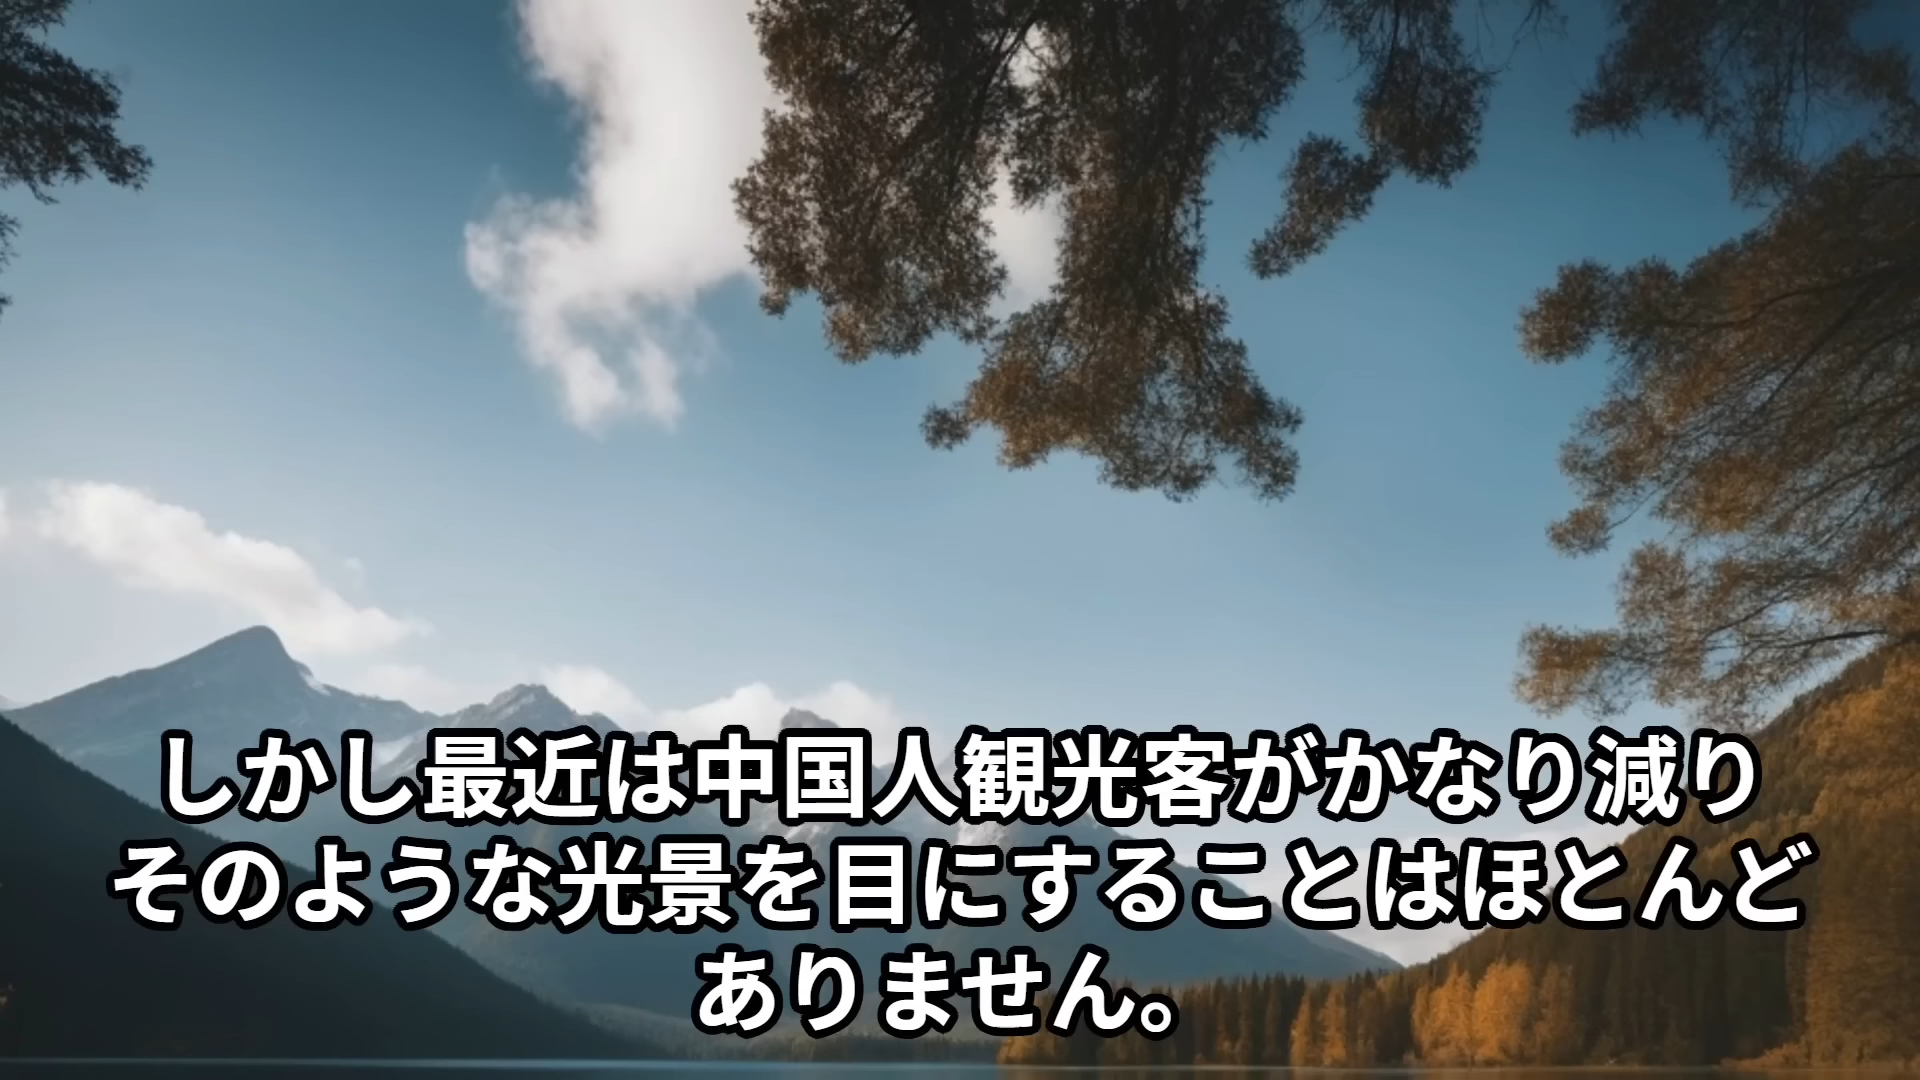 しかし最近は中国人観光客がかなり減り
そのような光景を目にすることはほとんど
ありません。